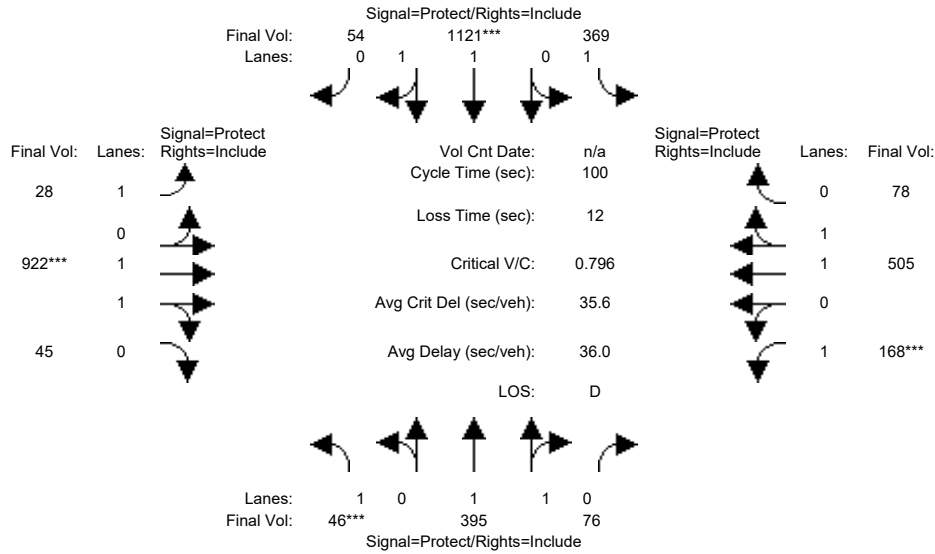 Signal=Protect/Rights=Include
Final Vol: 54 1121*** 369
Lanes: 0 1 1 0 1
Signal=Protect Signal=Protect
Final Vol: Lanes: Rights=Include Vol Cnt Date: n/a Rights=Include Lanes: Final Vol:
Cycle Time (sec): 100
28 1 0 78
Loss Time (sec): 12
0 1
922*** 1 Critical V/C: 0.796 1 505
1 Avg Crit Del (sec/veh): 35.6 0
45 0 Avg Delay (sec/veh): 36.0 1 168***
LOS: D
Lanes: 1 0 1 1 0
Final Vol: 46*** 395 76
Signal=Protect/Rights=Include